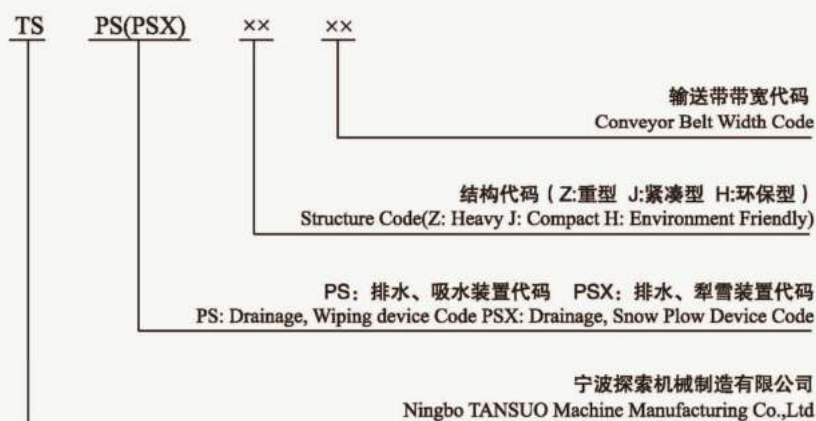 TS PS(PSX) ×× ××
输送带带宽代码
Conveyor Belt Width Code
结构代码（Z:重型 J:紧凑型 H:环保型）
Structure Code(Z: Heavy J: Compact H: Environment Friendly)
PS：排水、吸水装置代码 PSX：排水、犁雪装置代码
PS: Drainage, Wiping device Code PSX: Drainage, Snow Plow Device Code
宁波探索机械制造有限公司
Ningbo TANSUO Machine Manufacturing Co.,Ltd